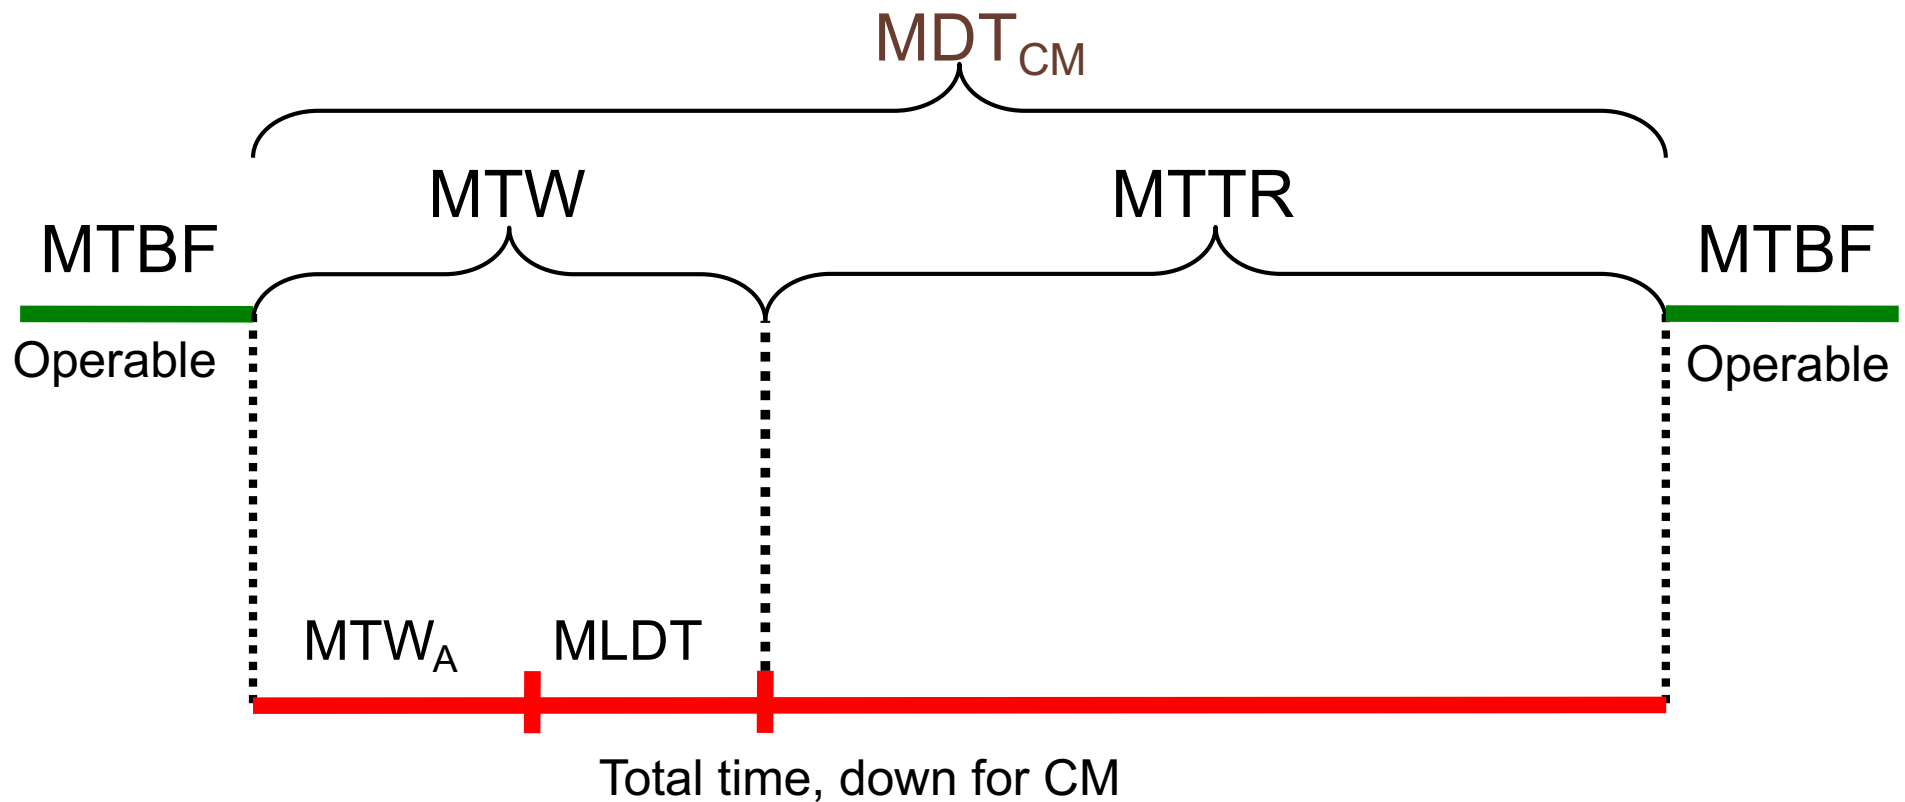 MDTCM
MTW MTTR
MTBF MTBF
Operable Operable
MTWA MLDT
Total time, down for CM